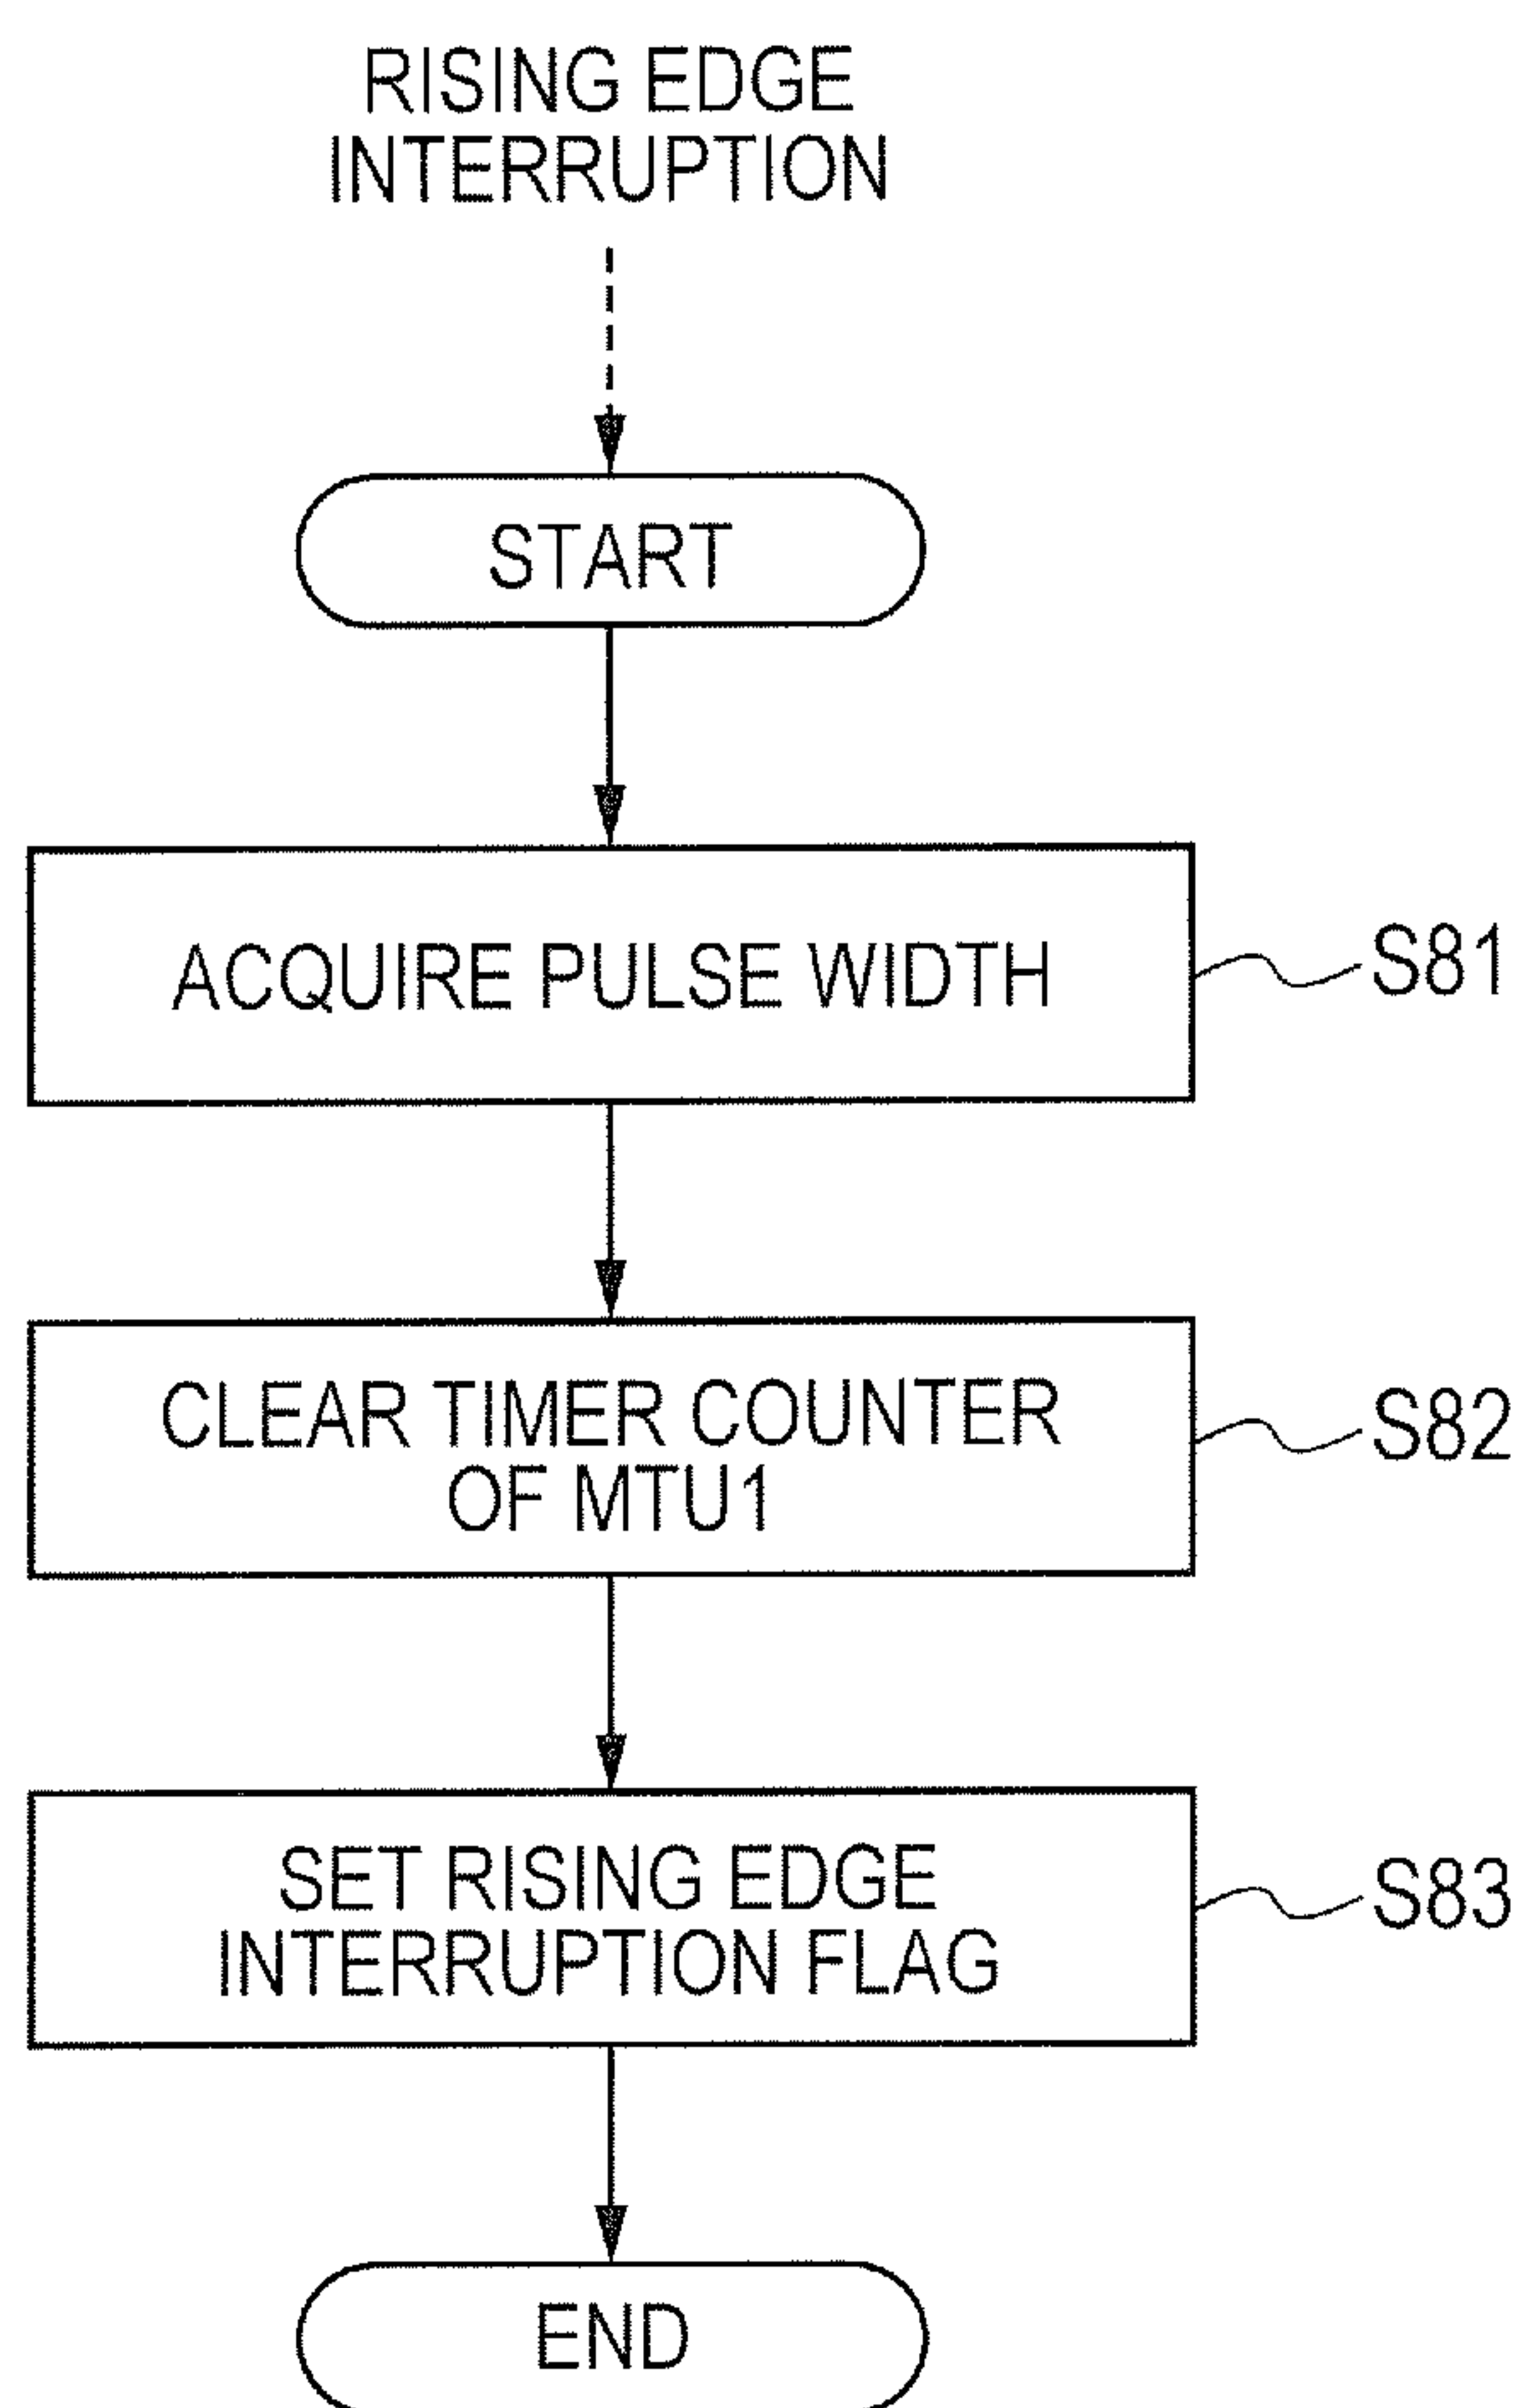 RISING EDGE
INTERRUPTION
START
ACQUIRE PULSE WIDTH
S81
CLEAR TIMER COUNTER
OF MTU1
S82
SET RISING EDGE
INTERRUPTION FLAG
S83
END